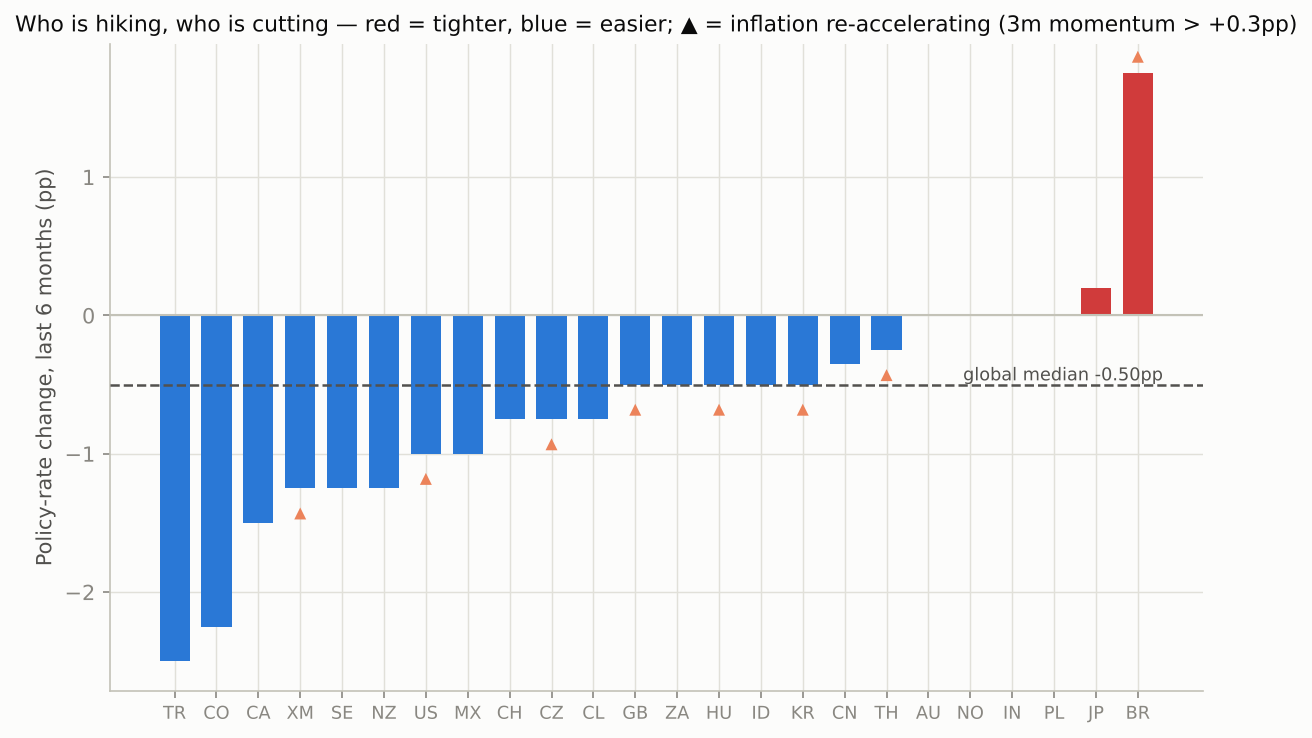 Who is hiking, who is cutting — red = tighter, blue = easier; ▲ = inflation re-accelerating (3m momentum > +0.3pp)
Policy-rate change, last 6 months (pp)
1
0
−1
−2
global median -0.50pp
TR CO CA XM SE NZ US MX CH CZ CL GB ZA HU ID KR CN TH AU NO IN PL JP BR